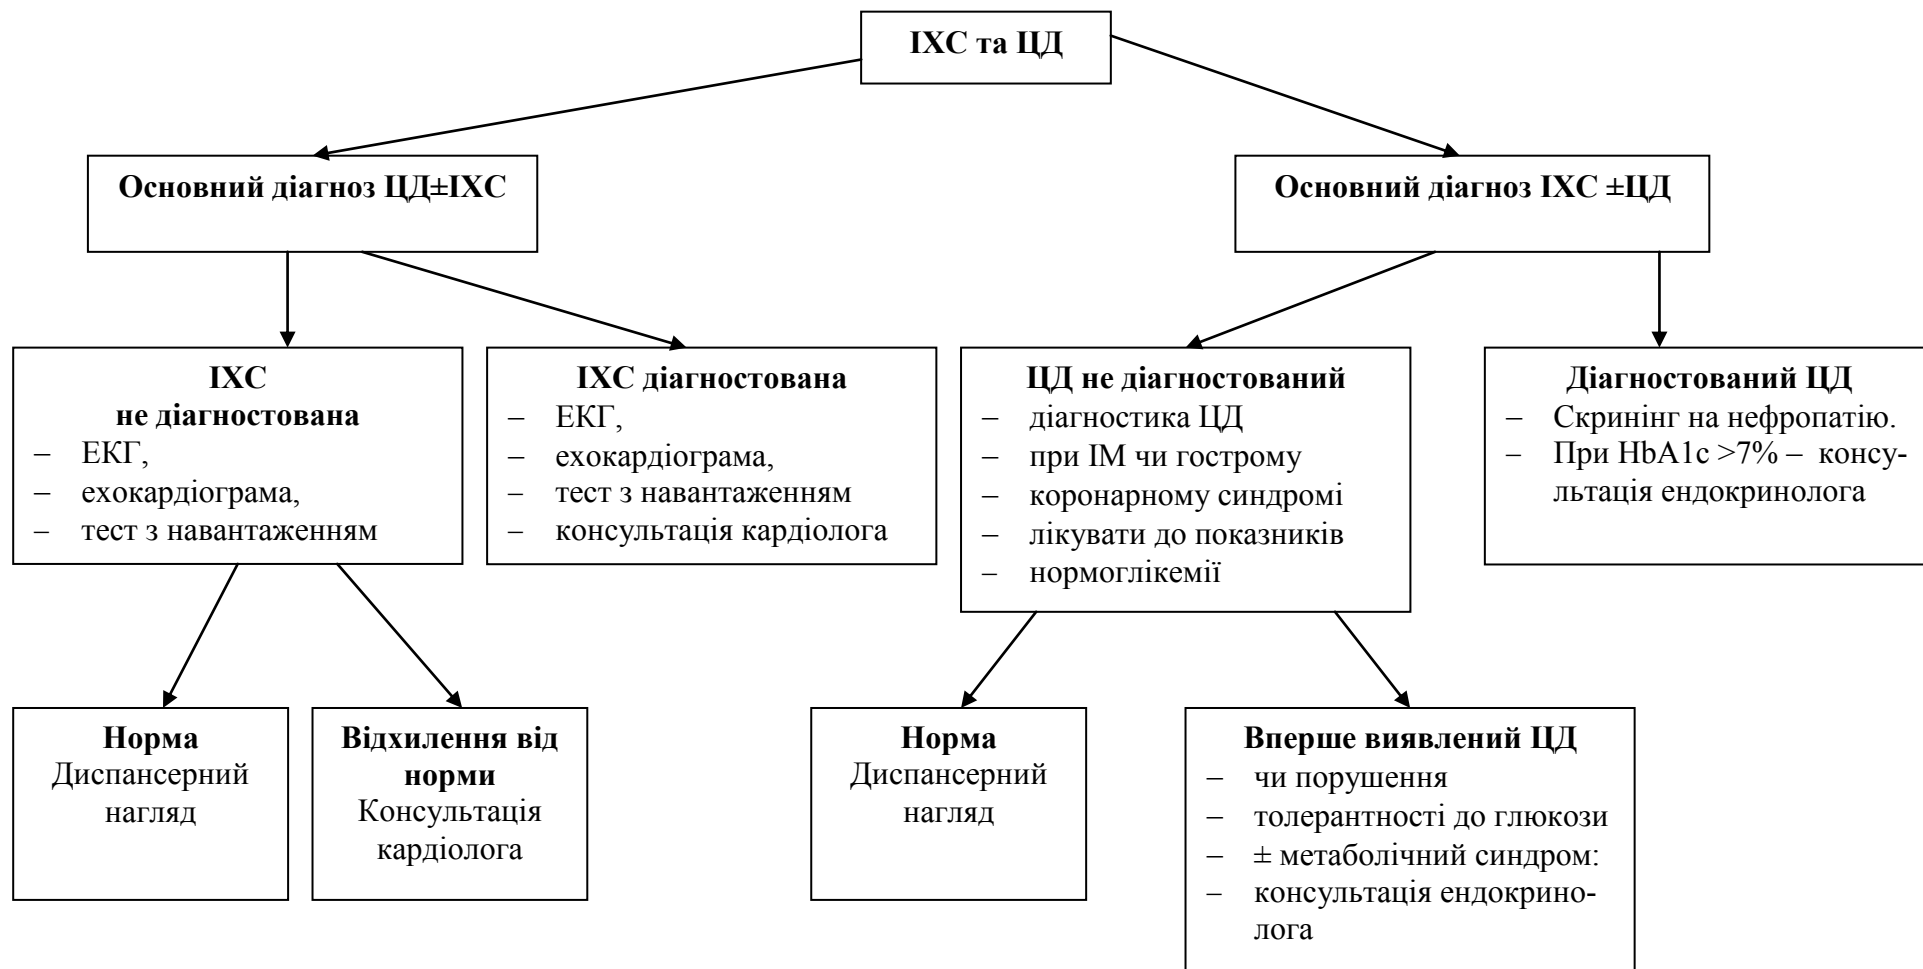 ІХС та ЦД
Основний діагноз ЦД±ІХС
Основний діагноз ІХС ±ЦД
ІХС
не діагностована
– ЕКГ,
– ехокардіограма,
– тест з навантаженням
ІХС діагностована
– ЕКГ,
– ехокардіограма,
– тест з навантаженням
– консультація кардіолога
ЦД не діагностований
– діагностика ЦД
– при ІМ чи гострому
– коронарному синдромі
– лікувати до показників
– нормоглікемії
Діагностований ЦД
– Скринінг на нефропатію.
– При HbA1c >7% – консу-
льтація ендокринолога
Норма
Диспансерний
нагляд
Відхилення від
норми
Консультація
кардіолога
Норма
Диспансерний
нагляд
Вперше виявлений ЦД
– чи порушення
– толерантності до глюкози
– ± метаболічний синдром:
– консультація ендокрино-
лога